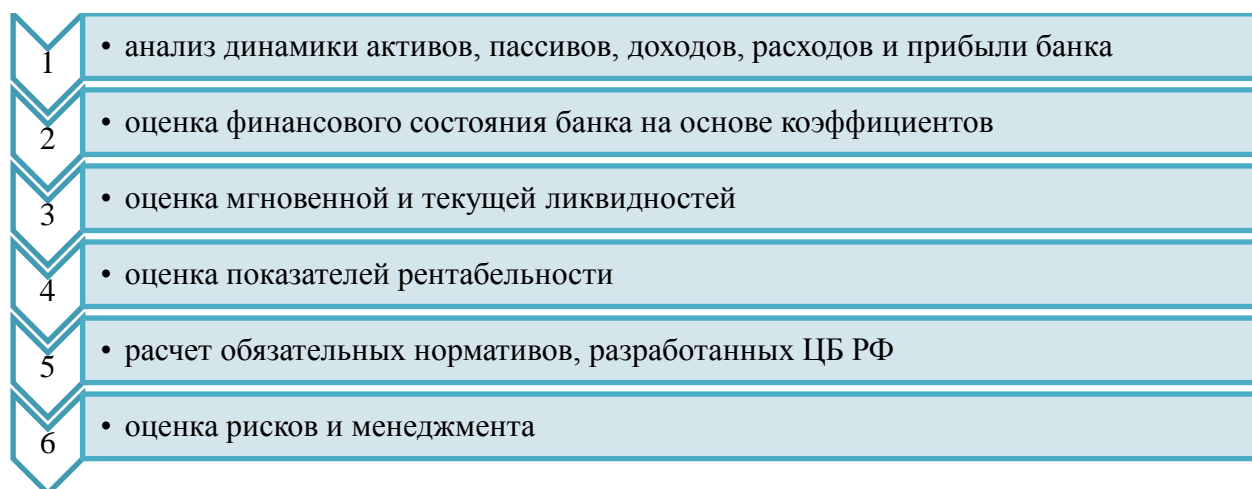 1 • анализ динамики активов, пассивов, доходов, расходов и прибыли банка
2 • оценка финансового состояния банка на основе коэффициентов
3 • оценка мгновенной и текущей ликвидностей
4 • оценка показателей рентабельности
5 • расчет обязательных нормативов, разработанных ЦБ РФ
6 • оценка рисков и менеджмента